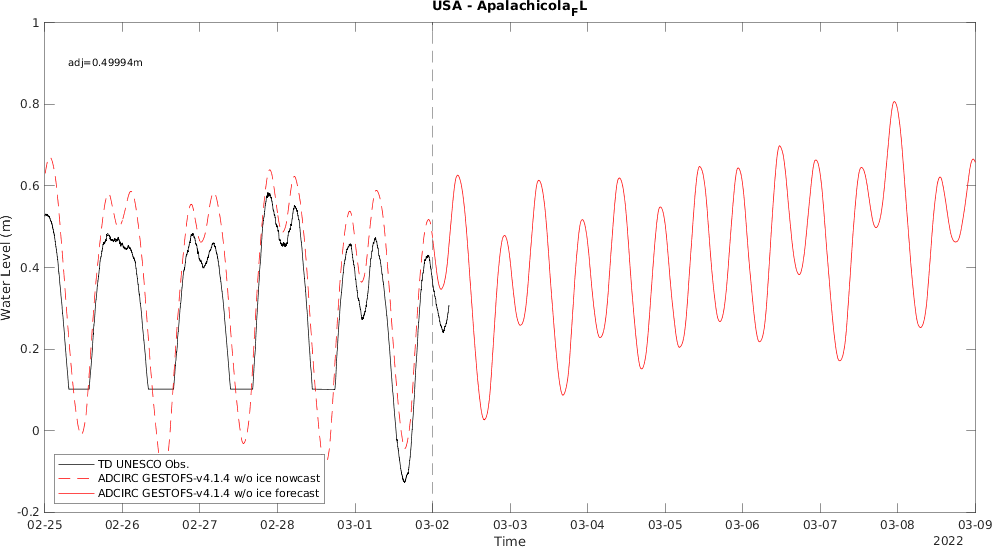 USA - Apalachicola_FL
adj=0.49994m
Water Level (m)
1
0.8
0.6
0.4
0.2
0
-0.2
TD UNESCO Obs.
ADCIRC GESTOFS-v4.1.4 w/o ice nowcast
ADCIRC GESTOFS-v4.1.4 w/o ice forecast
02-25 02-26 02-27 02-28 03-01 03-02 03-03 03-04 03-05 03-06 03-07 03-08 03-09
Time
2022